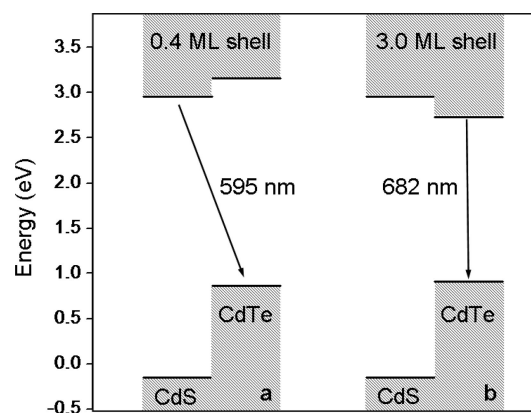 0.4 ML shell
3.0 ML shell
3.5
3.0
2.5
2.0
1.5
1.0
0.5
0.0
-0.5
Energy (eV)
595 nm
682 nm
CdTe
CdTe
CdS
a
CdS
b